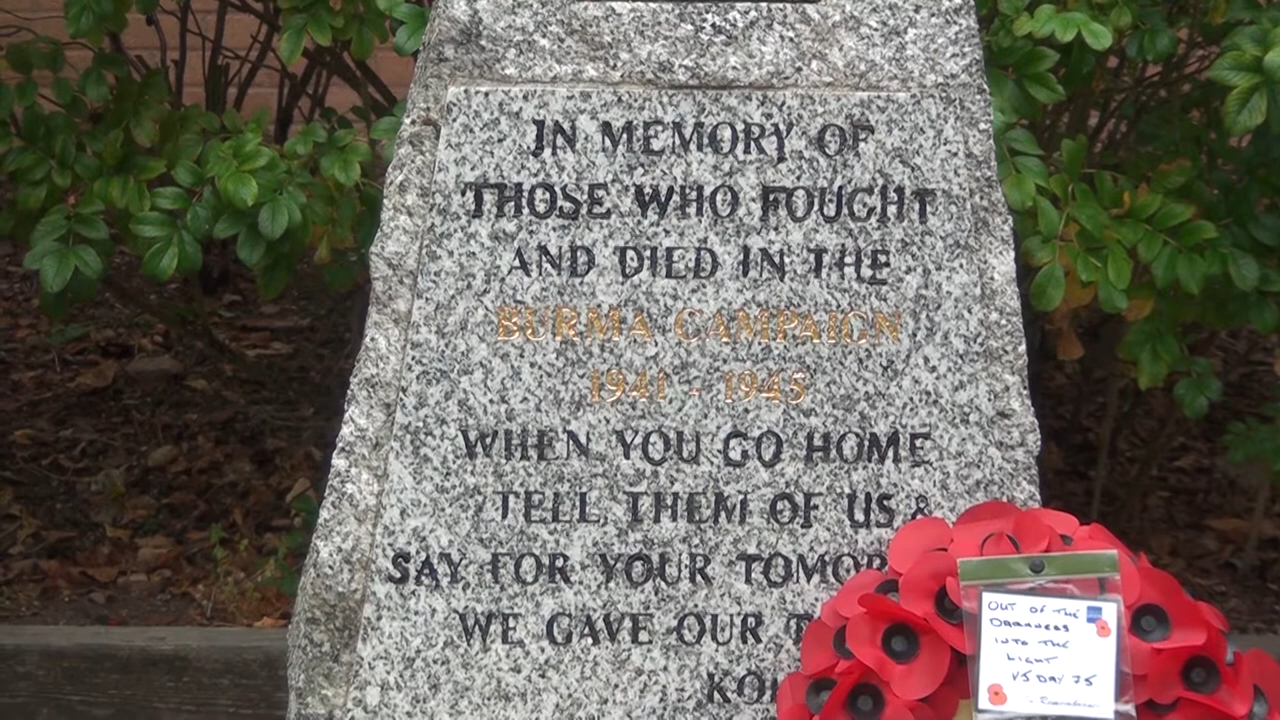 IN MEMORY OF
THOSE WHO FOUGHT
AND DIED IN THE
BURMA CAMPAIGN
1941 - 1945
WHEN YOU GO HOME
TELL THEM OF US &
SAY FOR YOUR TOMOR
WE GAVE OUR T
KO
OUT OF THE
DARKNESS
INTO THE
LIGHT
VJ DAY 75